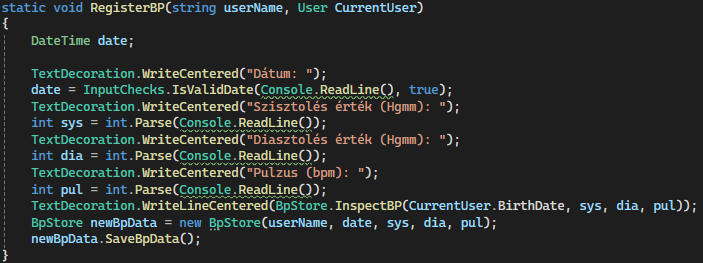 static void RegisterBP(string userName, User CurrentUser)
{
DateTime date;
TextDecoration.WriteCentered("Dátum: ");
date = InputChecks.IsValidDate(Console.ReadLine(), true);
TextDecoration.WriteCentered("Szisztolés érték (Hgmm): ");
int sys = int.Parse(Console.ReadLine());
TextDecoration.WriteCentered("Diasztolés érték (Hgmm): ");
int dia = int.Parse(Console.ReadLine());
TextDecoration.WriteCentered("Pulzus (bpm): ");
int pul = int.Parse(Console.ReadLine());
TextDecoration.WriteLineCentered(BpStore.InspectBP(CurrentUser.BirthDate, sys, dia, pul));
BpStore newBpData = new BpStore(userName, date, sys, dia, pul);
newBpData.SaveBpData();
}